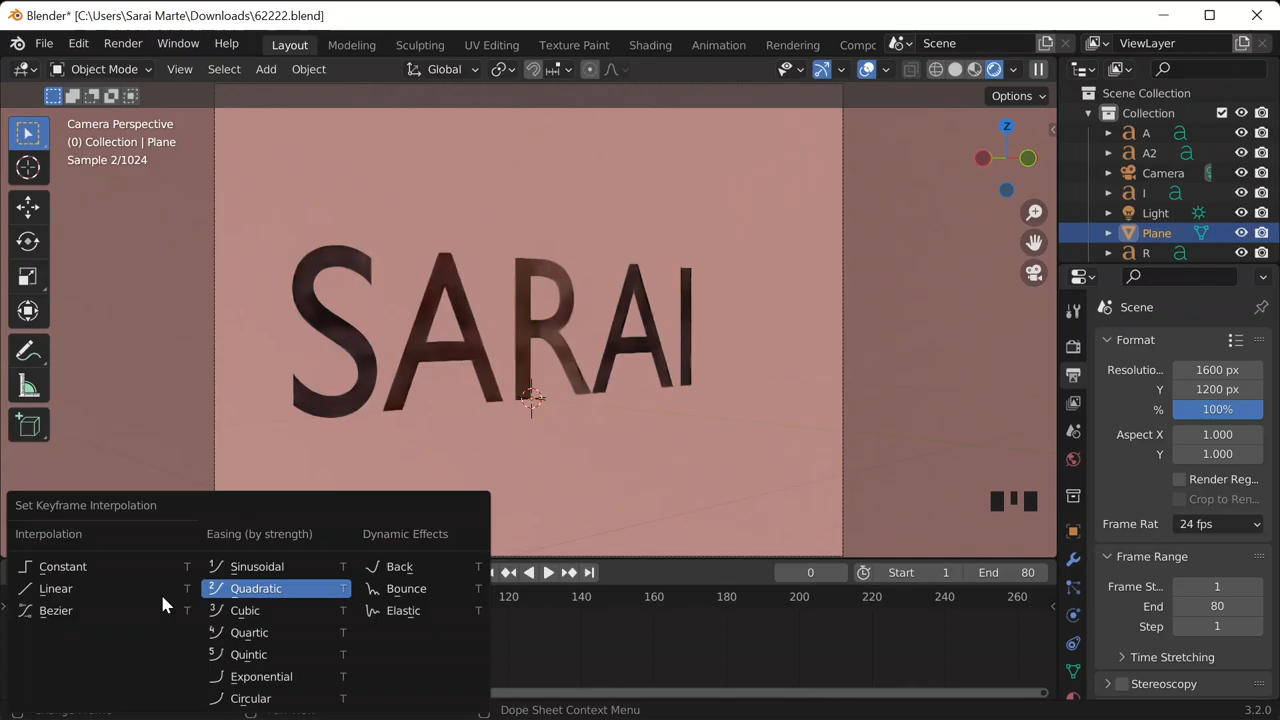 Blender* [C:\Users\Sarai Marte\Downloads\62222.blend]
File Edit Render Window Help Layout Modeling Sculpting UV Editing Texture Paint Shading Animation Rendering Compc Scene ViewLayer
Object Mode View Select Add Object Global
Options
Camera Perspective
(0) Collection | Plane
Sample 2/1024
Z
SARAI
Scene Collection
Collection
A
A2
Camera
I
Light
Plane
R
Scene
Format
Resolutio... 1600 px
Y 1200 px
% 100%
Aspect X 1.000
Y 1.000
Render Reg...
Crop to Ren...
Frame Rat 24 fps
Frame Range
Frame St... 1
End 80
Step 1
Time Stretching
Stereoscopy
Set Keyframe Interpolation
Interpolation Easing (by strength) Dynamic Effects
Constant T Sinusoidal T Back T
Linear T Quadratic T Bounce T
Bezier T Cubic T Elastic T
Quartic T
Quintic T
Exponential T
Circular T
0 Start 1 End 80
120 140 160 180 200 220 240 260
Dope Sheet Context Menu
3.2.0